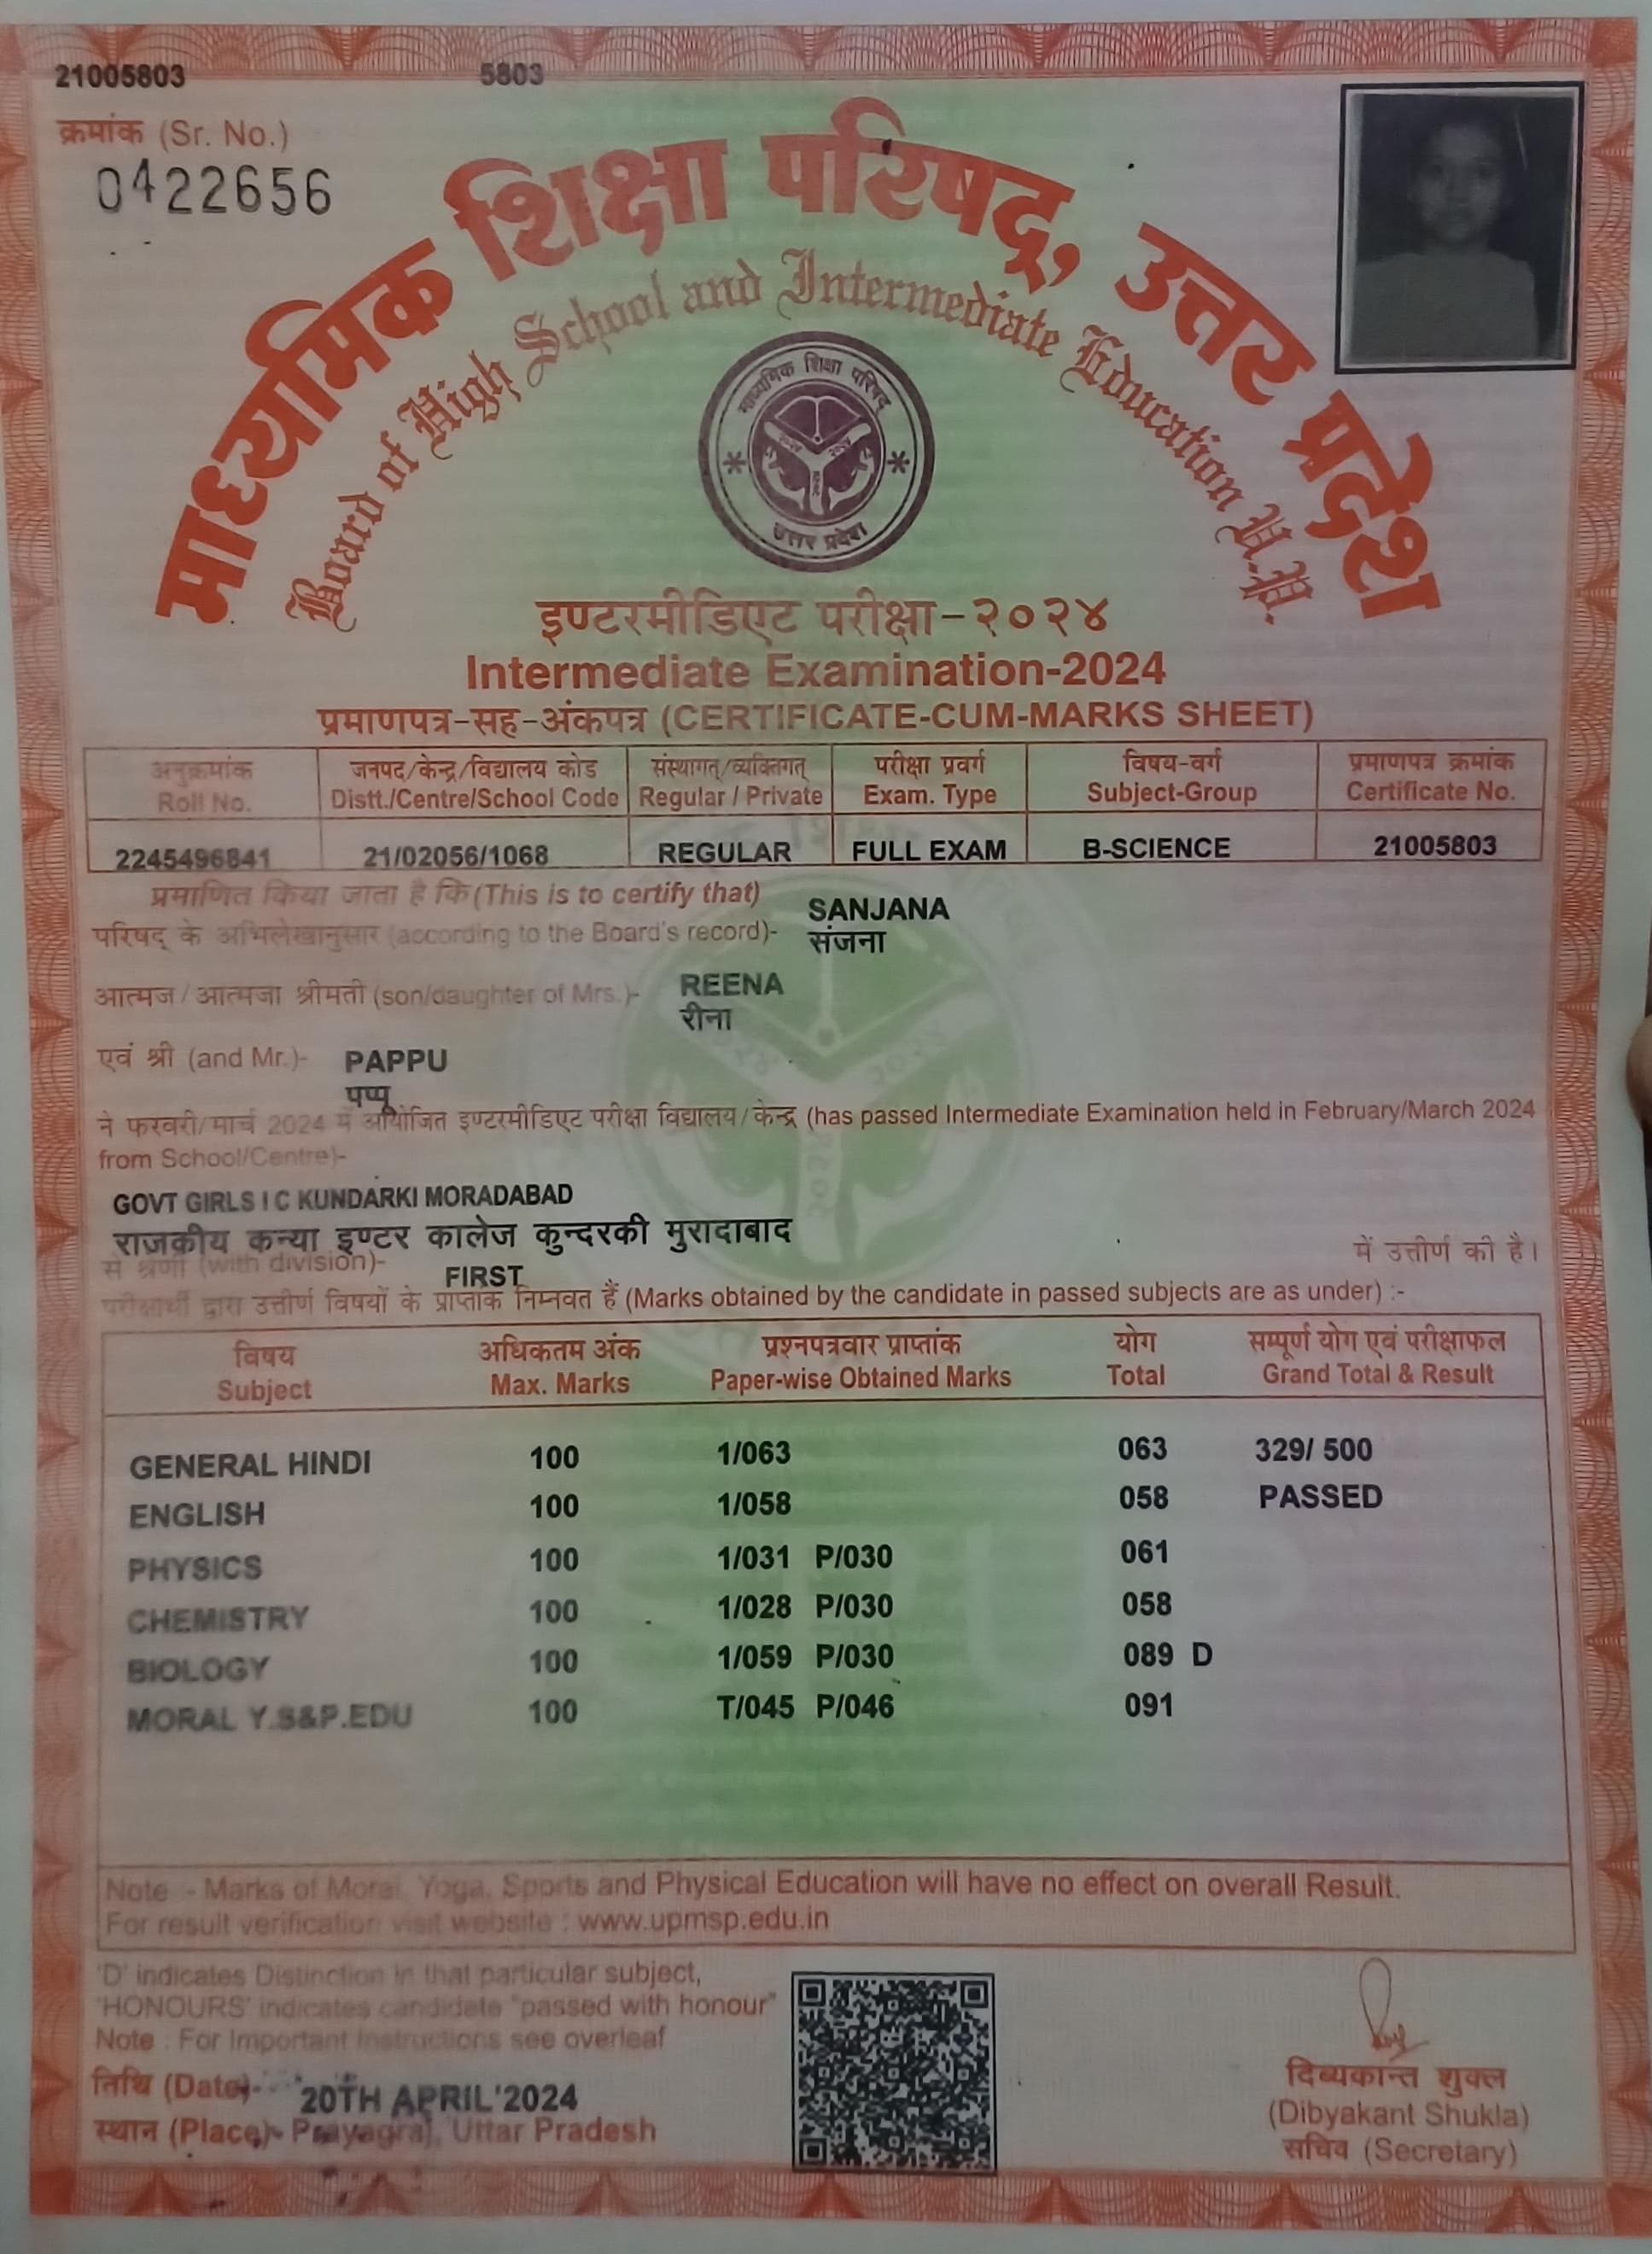 21005803 5803
क्रमांक (Sr. No.)
0422656
माध्यमिक शिक्षा परिषद्, उत्तर प्रदेश
Board of High School and Intermediate Education U.P.
माध्यमिक शिक्षा परिषद्
उत्तर प्रदेश
इण्टरमीडिएट परीक्षा-२०२४
Intermediate Examination-2024
प्रमाणपत्र-सह-अंकपत्र (CERTIFICATE-CUM-MARKS SHEET)
अनुक्रमांक जनपद/केन्द्र/विद्यालय कोड संस्थागत्/व्यक्तिगत् परीक्षा प्रवर्ग विषय-वर्ग प्रमाणपत्र क्रमांक
Roll No. Distt./Centre/School Code Regular / Private Exam. Type Subject-Group Certificate No.
2245496841 21/02056/1068 REGULAR FULL EXAM B-SCIENCE 21005803
प्रमाणित किया जाता है कि (This is to certify that) SANJANA
परिषद् के अभिलेखानुसार (according to the Board's record)- संजना
आत्मज / आत्मजा श्रीमती (son/daughter of Mrs.)- REENA
रीना
एवं श्री (and Mr.)- PAPPU
पप्पू
ने फरवरी/मार्च 2024 में आयोजित इण्टरमीडिएट परीक्षा विद्यालय/केन्द्र (has passed Intermediate Examination held in February/March 2024
from School/Centre)-
GOVT GIRLS I C KUNDARKI MORADABAD
राजकीय कन्या इण्टर कालेज कुन्दरकी मुरादाबाद में उत्तीर्ण की है।
से श्रेणी (with division)- FIRST
परीक्षार्थी द्वारा उत्तीर्ण विषयों के प्राप्तांक निम्नवत हैं (Marks obtained by the candidate in passed subjects are as under) :-
विषय अधिकतम अंक प्रश्नपत्रवार प्राप्तांक योग सम्पूर्ण योग एवं परीक्षाफल
Subject Max. Marks Paper-wise Obtained Marks Total Grand Total & Result
GENERAL HINDI 100 1/063 063 329/ 500
ENGLISH 100 1/058 058 PASSED
PHYSICS 100 1/031 P/030 061
CHEMISTRY 100 1/028 P/030 058
BIOLOGY 100 1/059 P/030 089 D
MORAL Y.S&P.EDU 100 T/045 P/046 091
Note :- Marks of Moral, Yoga, Sports and Physical Education will have no effect on overall Result.
For result verification visit website : www.upmsp.edu.in
'D' indicates Distinction in that particular subject,
'HONOURS' indicates candidate "passed with honour"
Note : For Important Instructions see overleaf
तिथि (Date)- 20TH APRIL'2024
स्थान (Place)- Prayagraj, Uttar Pradesh
दिब्यकान्त शुक्ल
(Dibyakant Shukla)
सचिव (Secretary)